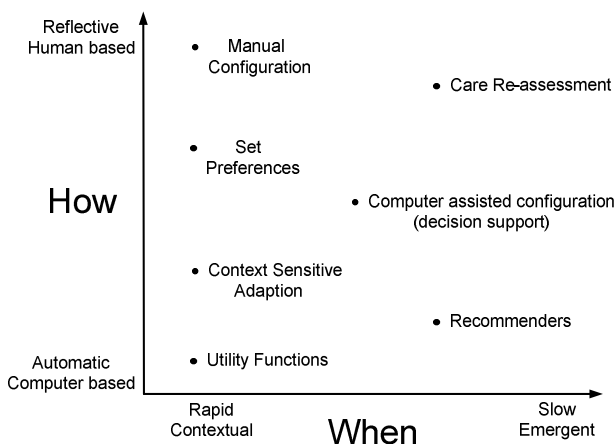 Reflective
Human based
Manual
Configuration
Care Re-assessment
Set
Preferences
How
Computer assisted configuration
(decision support)
Context Sensitive
Adaption
Recommenders
Automatic
Computer based
Utility Functions
Rapid
Contextual
When
Slow
Emergent